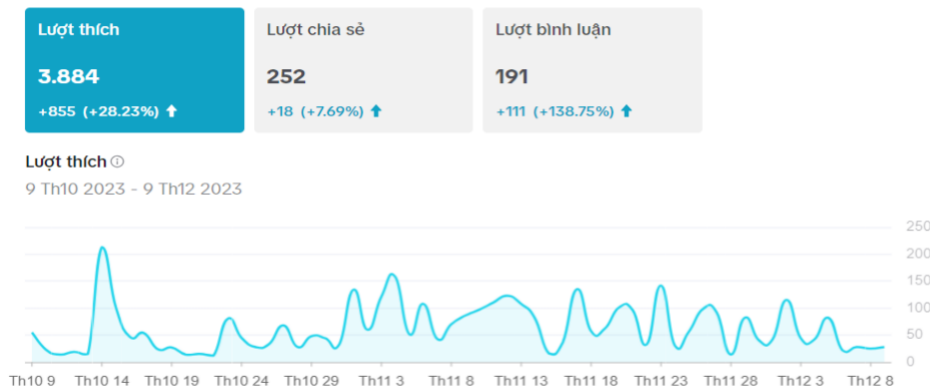 Lượt thích
Lượt chia sẻ
Lượt bình luận
3.884
252
191
+855 (+28.23%)
+18 (+7.69%)
+111 (+138.75%)
Lượt thích
9 Th10 2023 - 9 Th12 2023
250
200
150
100
50
0
Th10 9 Th10 14 Th10 19 Th10 24 Th10 29 Th11 3 Th11 8 Th11 13 Th11 18 Th11 23 Th11 28 Th12 3 Th12 8